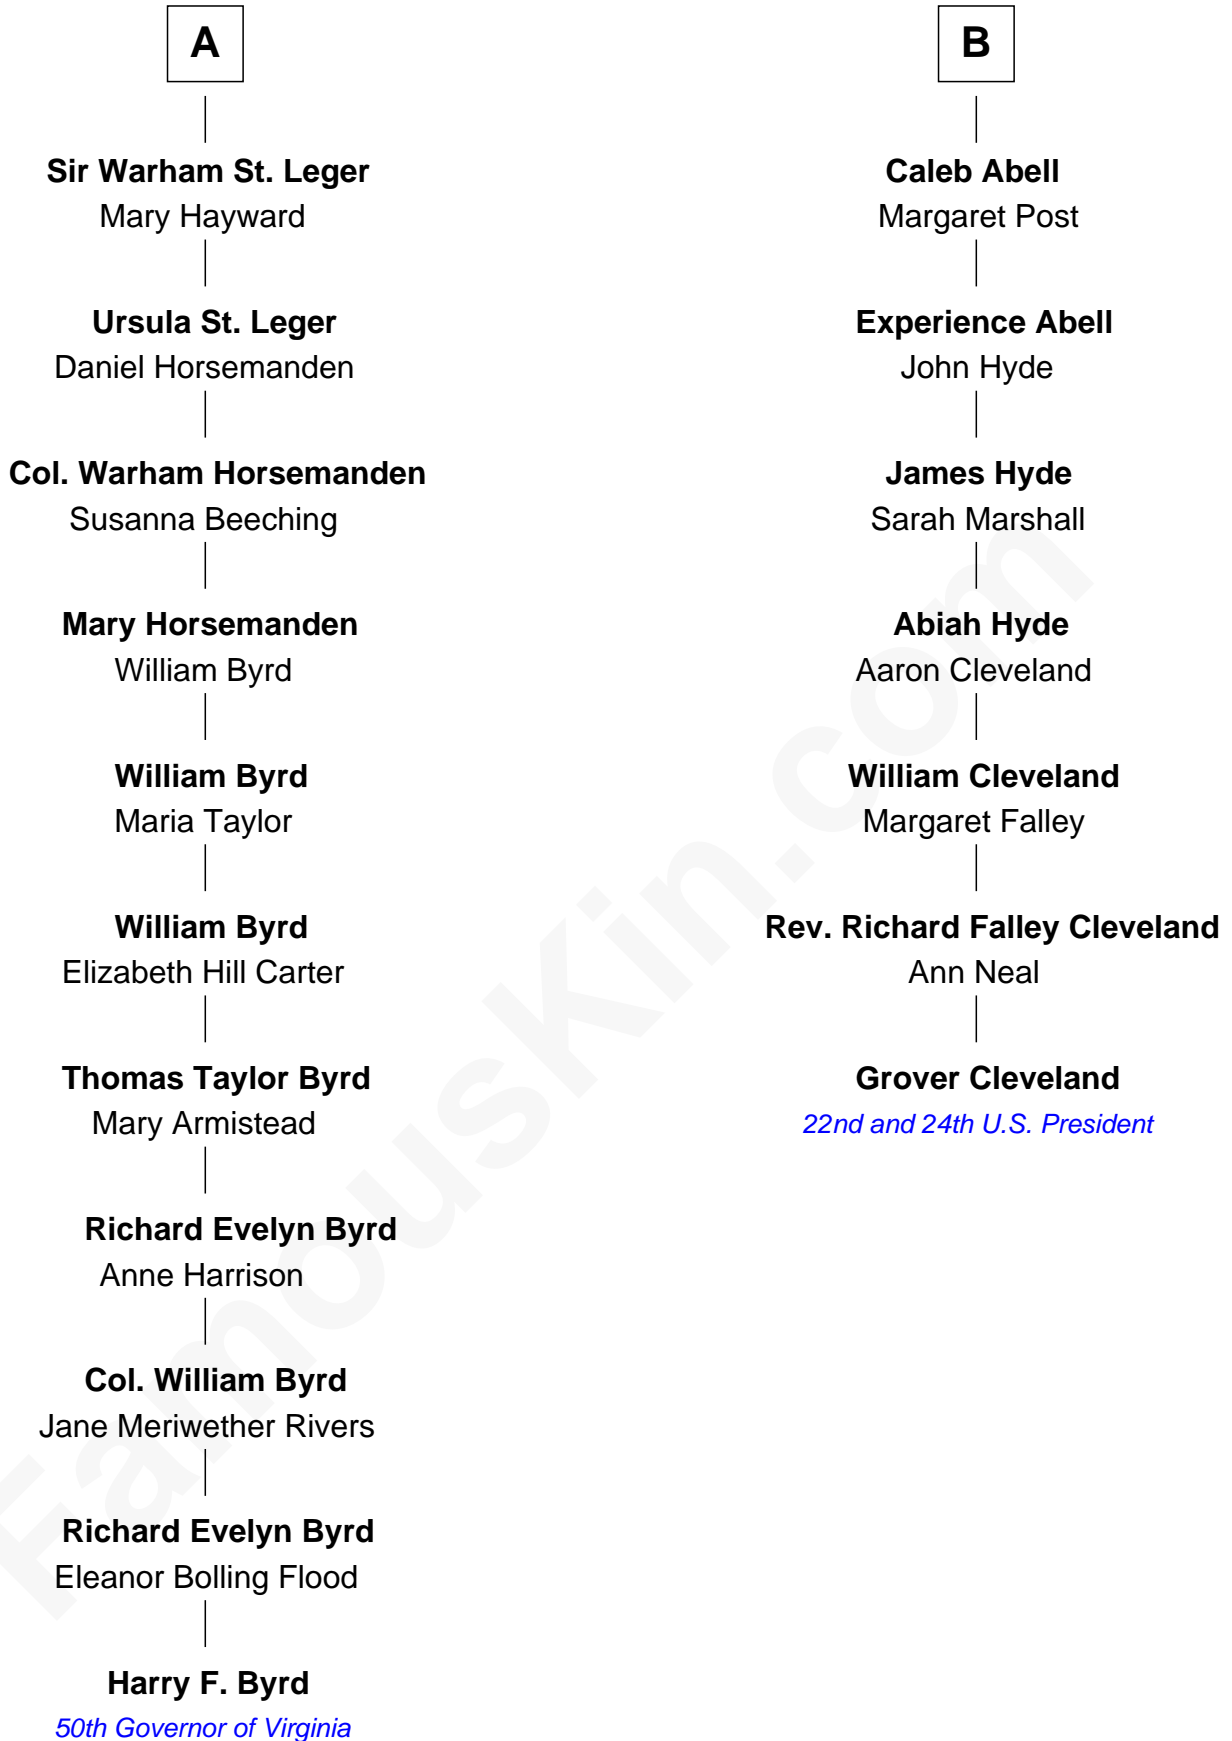 A
Sir Warham St. Leger
Mary Hayward
Ursula St. Leger
Daniel Horsemanden
Col. Warham Horsemanden
Susanna Beeching
Mary Horsemanden
William Byrd
William Byrd
Maria Taylor
William Byrd
Elizabeth Hill Carter
Thomas Taylor Byrd
Mary Armistead
Richard Evelyn Byrd
Anne Harrison
Col. William Byrd
Jane Meriwether Rivers
Richard Evelyn Byrd
Eleanor Bolling Flood
Harry F. Byrd
50th Governor of Virginia
B
Caleb Abell
Margaret Post
Experience Abell
John Hyde
James Hyde
Sarah Marshall
Abiah Hyde
Aaron Cleveland
William Cleveland
Margaret Falley
Rev. Richard Falley Cleveland
Ann Neal
Grover Cleveland
22nd and 24th U.S. President
FamousKin.com